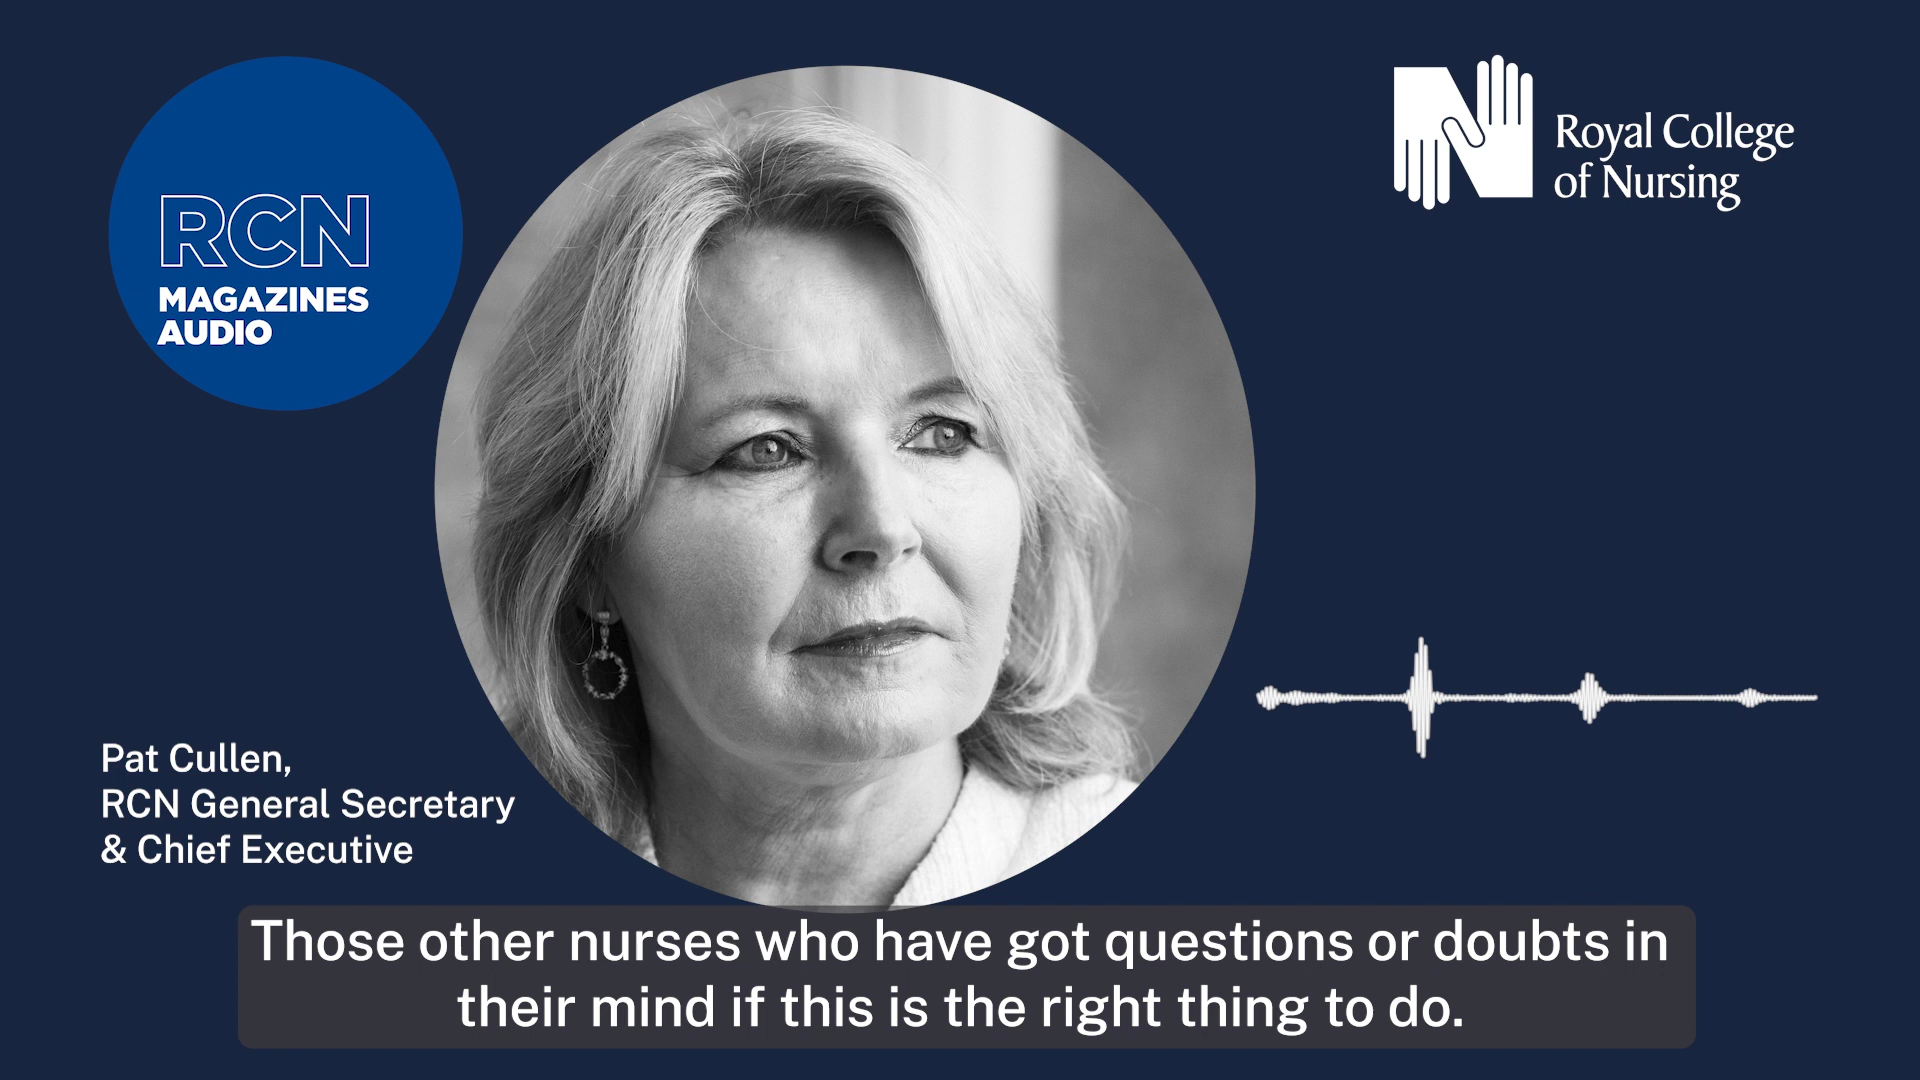 RCN
MAGAZINES
AUDIO
Royal College
of Nursing
Pat Cullen,
RCN General Secretary
& Chief Executive
Those other nurses who have got questions or doubts in
their mind if this is the right thing to do.